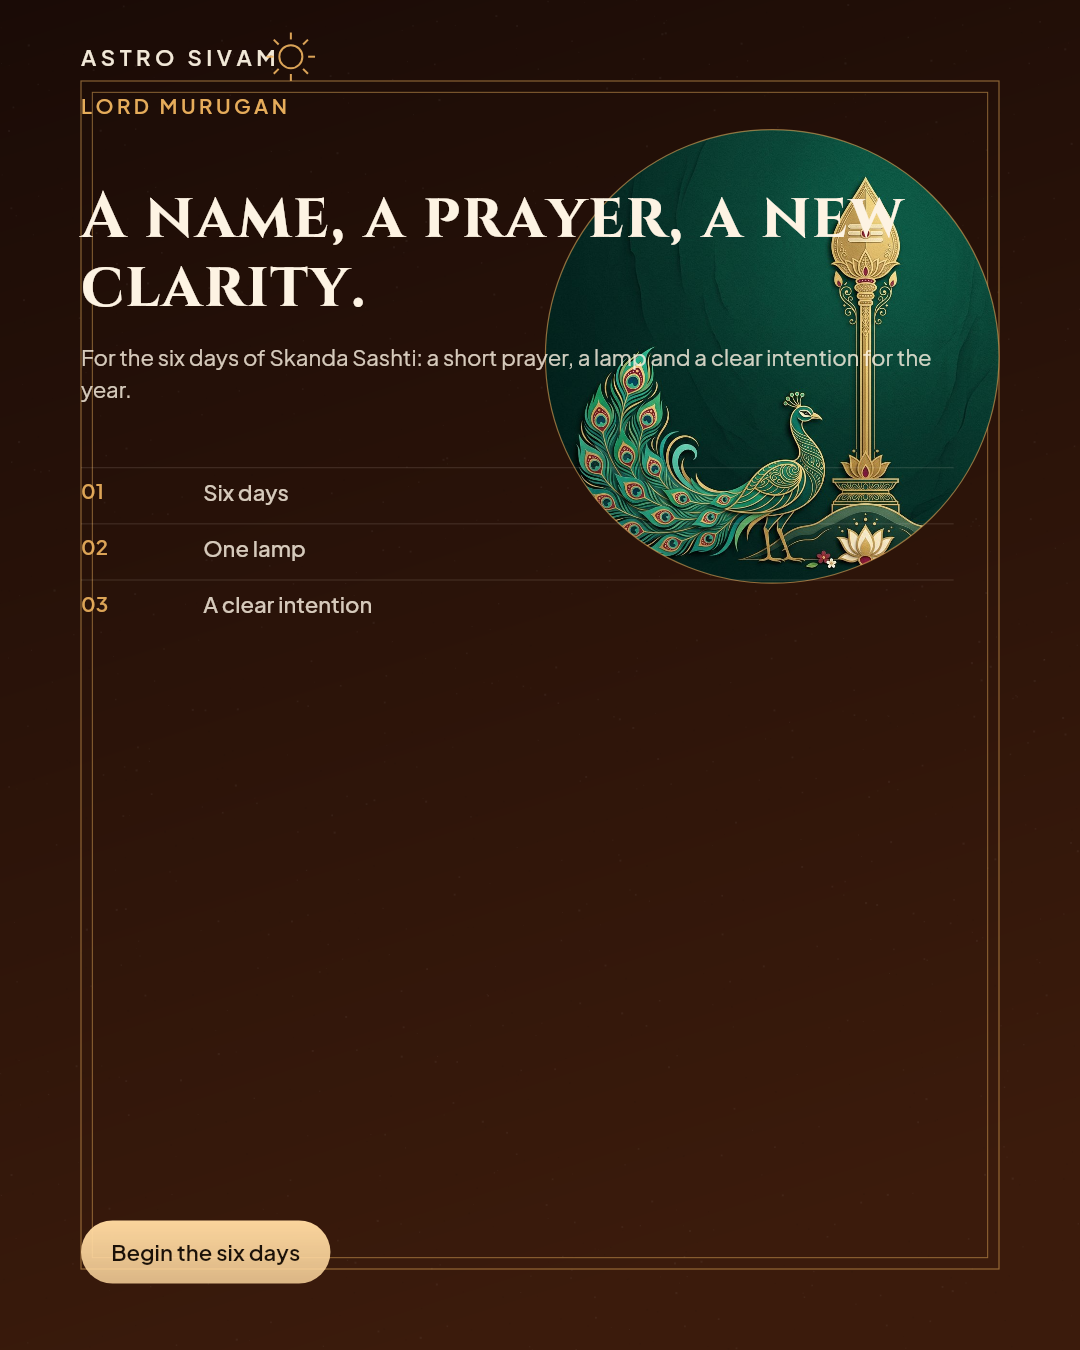 ASTRO SIVAM
LORD MURUGAN
A NAME, A PRAYER, A NEW
CLARITY.
For the six days of Skanda Sashti: a short prayer, a lamp and a clear intention for the
year.
01 Six days
02 One lamp
03 A clear intention
Begin the six days